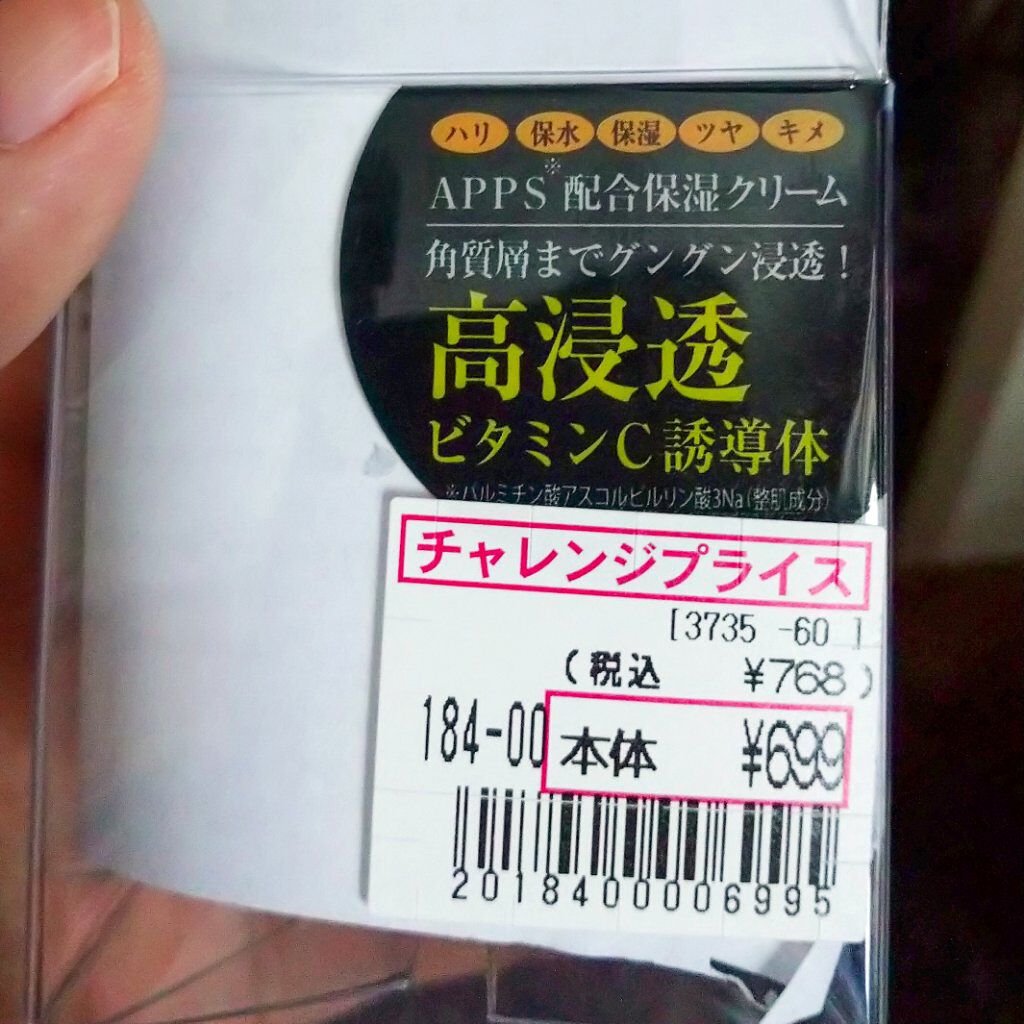 ハリ 保水 保湿 ツヤ キメ
APPS※配合保湿クリーム
角質層までグングン浸透！
高浸透
ビタミンC誘導体
※パルミチン酸アスコルビルリン酸3Na(整肌成分)
チャレンジプライス
[3735 -60 ]
(税込 ¥768)
184-00 本体 ¥699
2018400006995